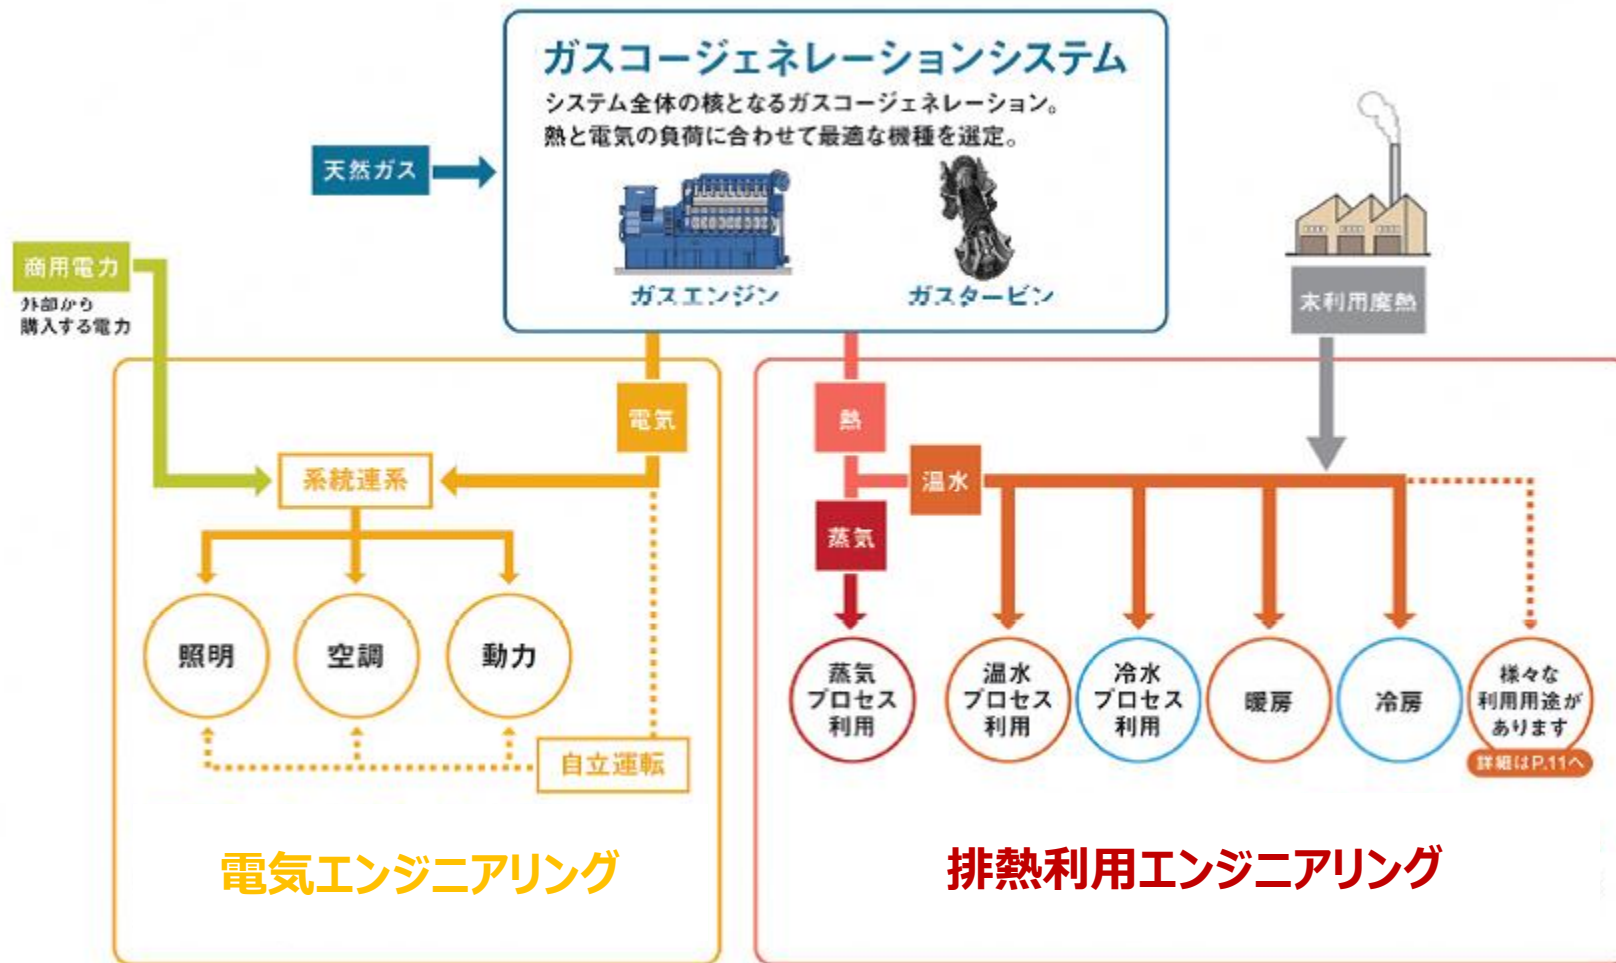 ガスコージェネレーションシステム
システム全体の核となるガスコージェネレーション。
熱と電気の負荷に合わせて最適な機種を選定。
天然ガス
ガスエンジン
ガスタービン
商用電力
外部から
購入する電力
未利用廃熱
電気
熱
系統連系
温水
蒸気
照明
空調
動力
自立運転
蒸気
プロセス
利用
温水
プロセス
利用
冷水
プロセス
利用
暖房
冷房
様々な
利用用途が
あります
詳細はP.11へ
電気エンジニアリング
排熱利用エンジニアリング